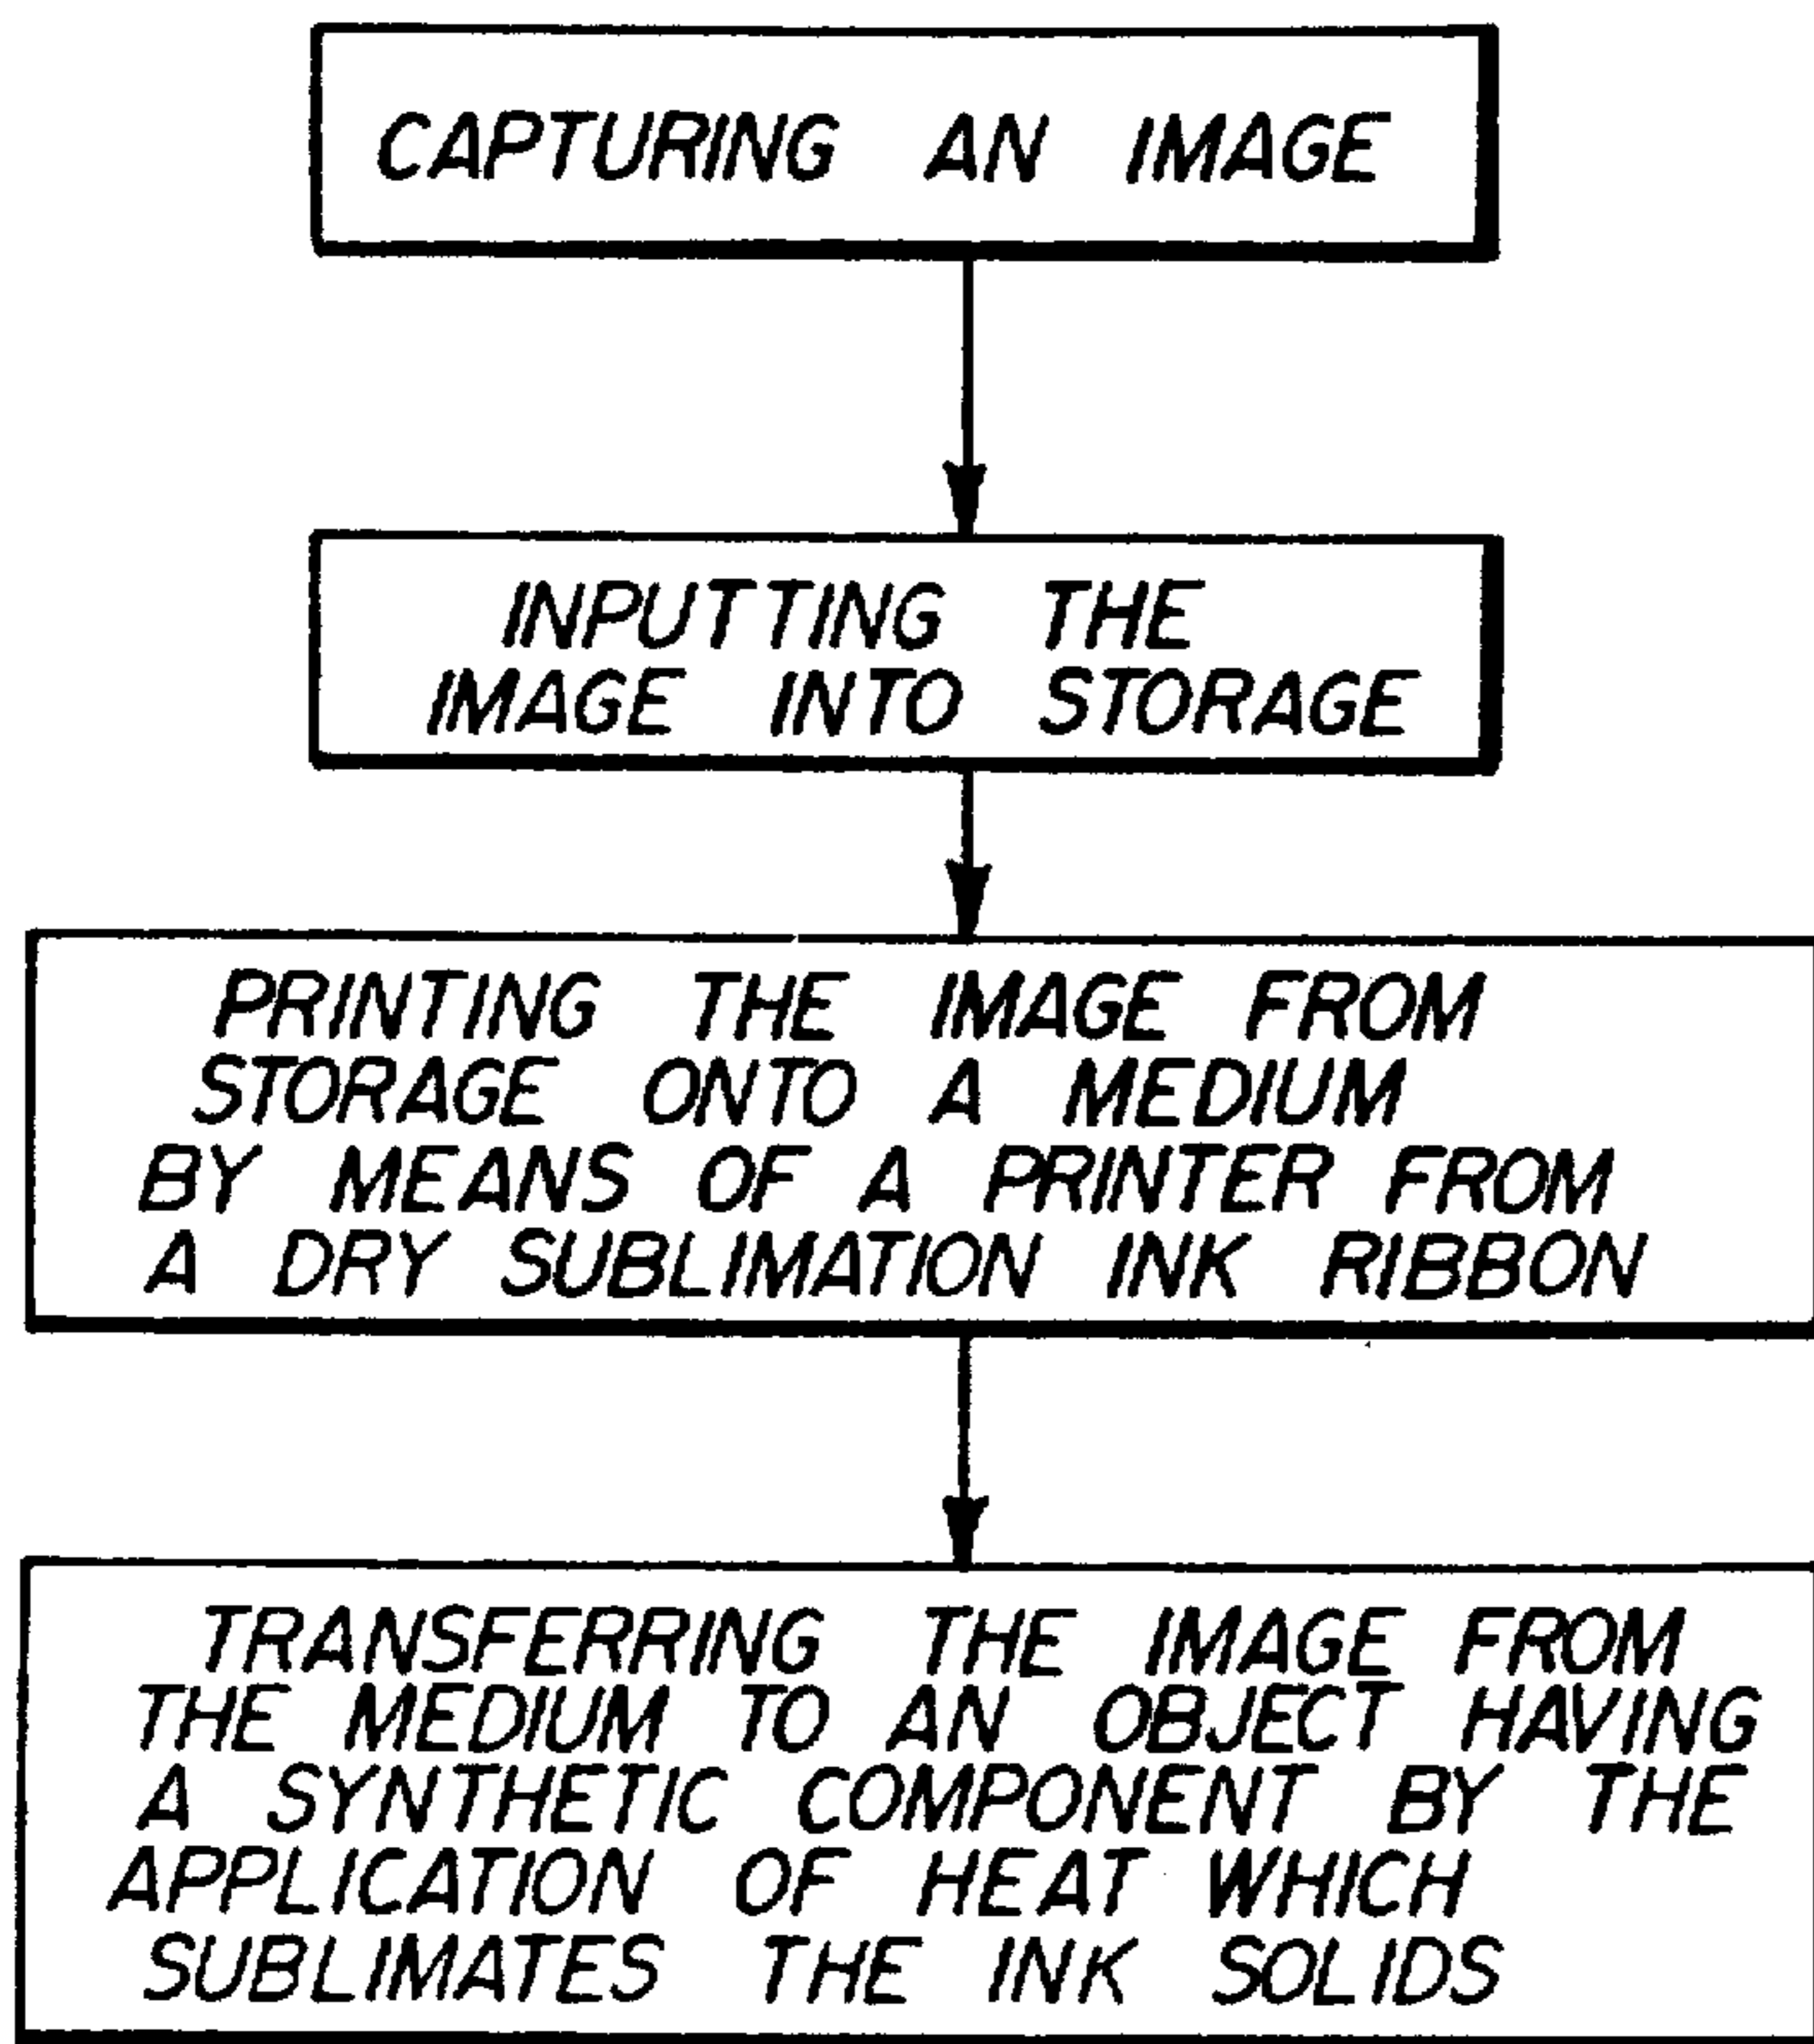 CAPTURING AN IMAGE
INPUTTING THE
IMAGE INTO STORAGE
PRINTING THE IMAGE FROM
STORAGE ONTO A MEDIUM
BY MEANS OF A PRINTER FROM
A DRY SUBLIMATION INK RIBBON
TRANSFERRING THE IMAGE FROM
THE MEDIUM TO AN OBJECT HAVING
A SYNTHETIC COMPONENT BY THE
APPLICATION OF HEAT WHICH
SUBLIMATES THE INK SOLIDS